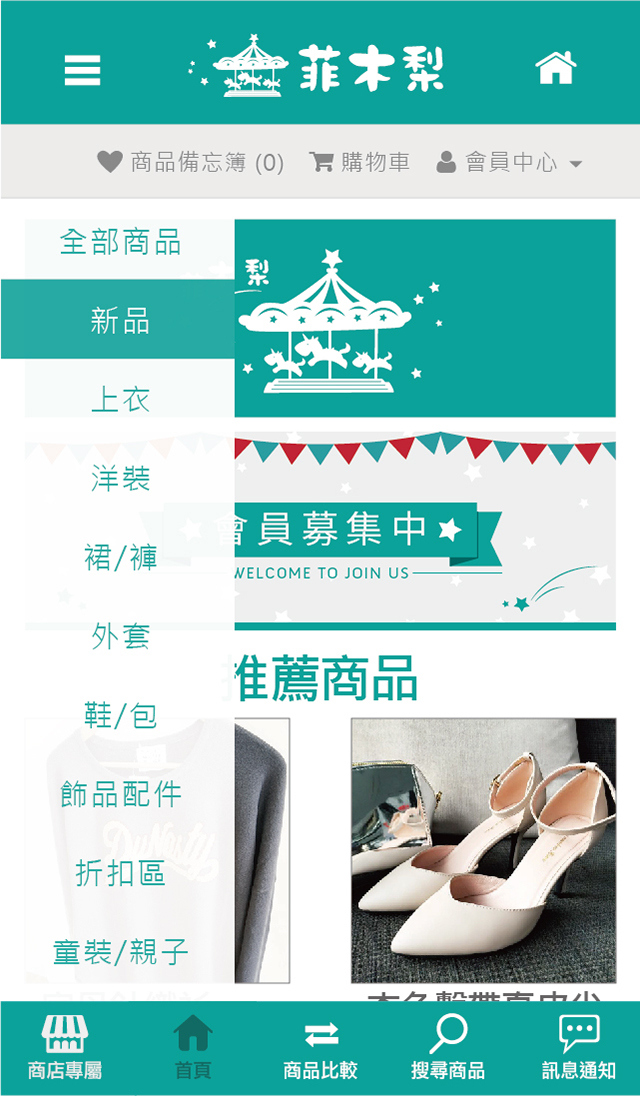 菲木梨
商品備忘簿 (0) 購物車 會員中心
全部商品
梨
新品
上衣
洋裝
會員募集中
裙/褲
WELCOME TO JOIN US
外套
推薦商品
鞋/包
飾品配件
DyNasty
折扣區
童裝/親子
商店專屬 首頁 商品比較 搜尋商品 訊息通知